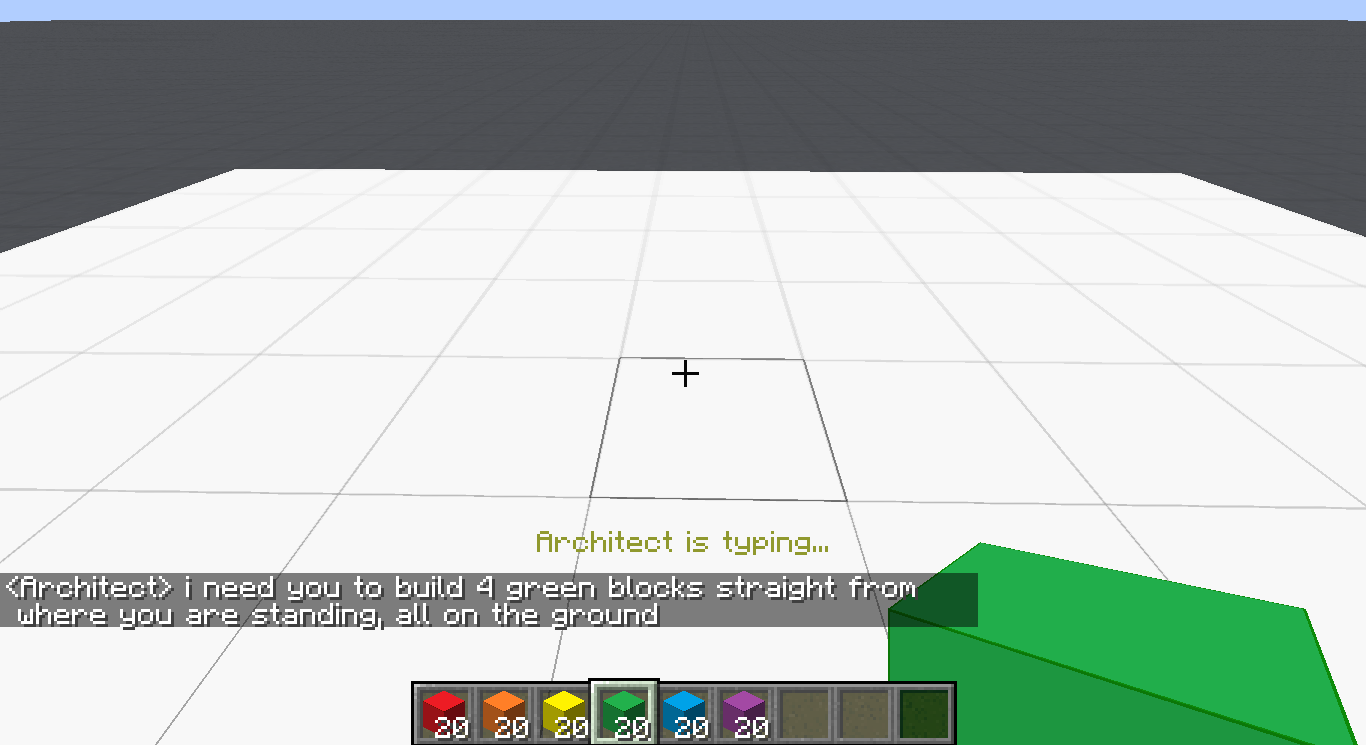 Architect is typing...
<Architect> i need you to build 4 green blocks straight from
where you are standing, all on the ground
20 20 20 20 20 20